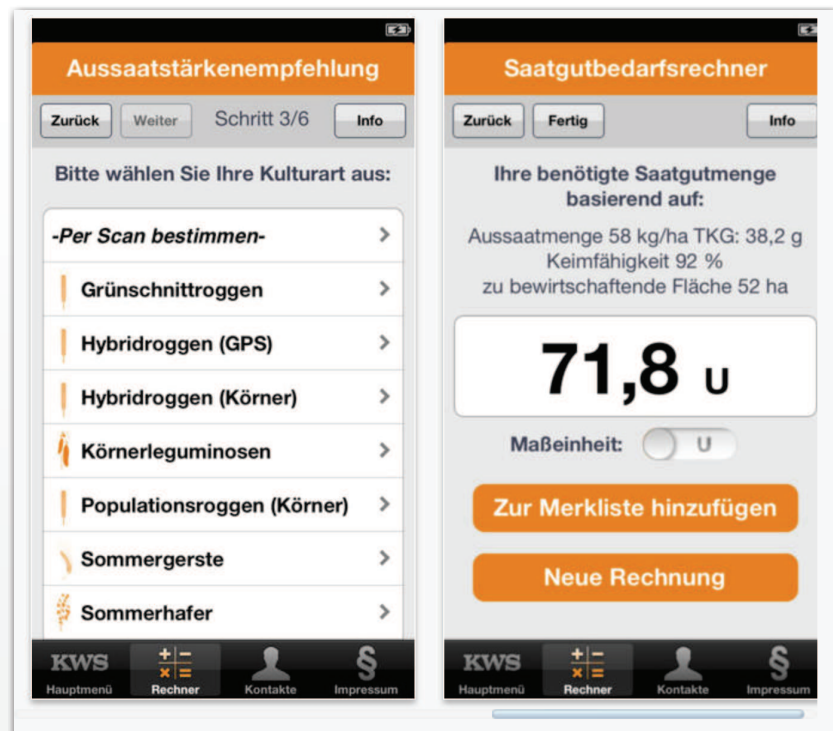 Aussaatstärkenempfehlung
Zurück Weiter Schritt 3/6 Info
Bitte wählen Sie Ihre Kulturart aus:
-Per Scan bestimmen-
Grünschnittroggen
Hybridroggen (GPS)
Hybridroggen (Körner)
Körnerleguminosen
Populationsroggen (Körner)
Sommergerste
Sommerhafer
KWS
Hauptmenü Rechner Kontakte Impressum
Saatgutbedarfsrechner
Zurück Fertig Info
Ihre benötigte Saatgutmenge
basierend auf:
Aussaatmenge 58 kg/ha TKG: 38,2 g
Keimfähigkeit 92 %
zu bewirtschaftende Fläche 52 ha
71,8 U
Maßeinheit: U
Zur Merkliste hinzufügen
Neue Rechnung
KWS
Hauptmenü Rechner Kontakte Impressum